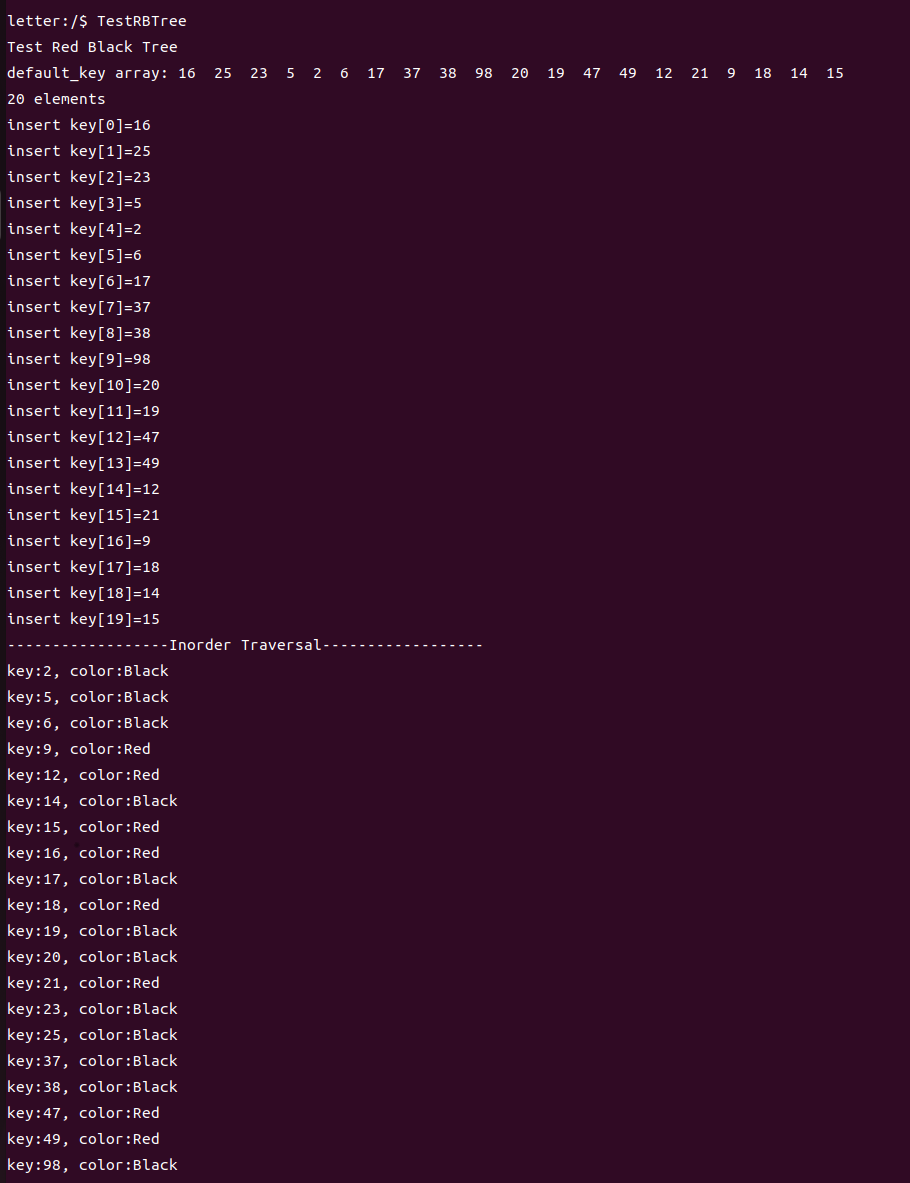 letter:/$ TestRBTree
Test Red Black Tree
default_key array: 16  25  23  5  2  6  17  37  38  98  20  19  47  49  12  21  9  18  14  15
20 elements
insert key[0]=16
insert key[1]=25
insert key[2]=23
insert key[3]=5
insert key[4]=2
insert key[5]=6
insert key[6]=17
insert key[7]=37
insert key[8]=38
insert key[9]=98
insert key[10]=20
insert key[11]=19
insert key[12]=47
insert key[13]=49
insert key[14]=12
insert key[15]=21
insert key[16]=9
insert key[17]=18
insert key[18]=14
insert key[19]=15
------------------Inorder Traversal------------------
key:2, color:Black
key:5, color:Black
key:6, color:Black
key:9, color:Red
key:12, color:Red
key:14, color:Black
key:15, color:Red
key:16, color:Red
key:17, color:Black
key:18, color:Red
key:19, color:Black
key:20, color:Black
key:21, color:Red
key:23, color:Black
key:25, color:Black
key:37, color:Black
key:38, color:Black
key:47, color:Red
key:49, color:Red
key:98, color:Black